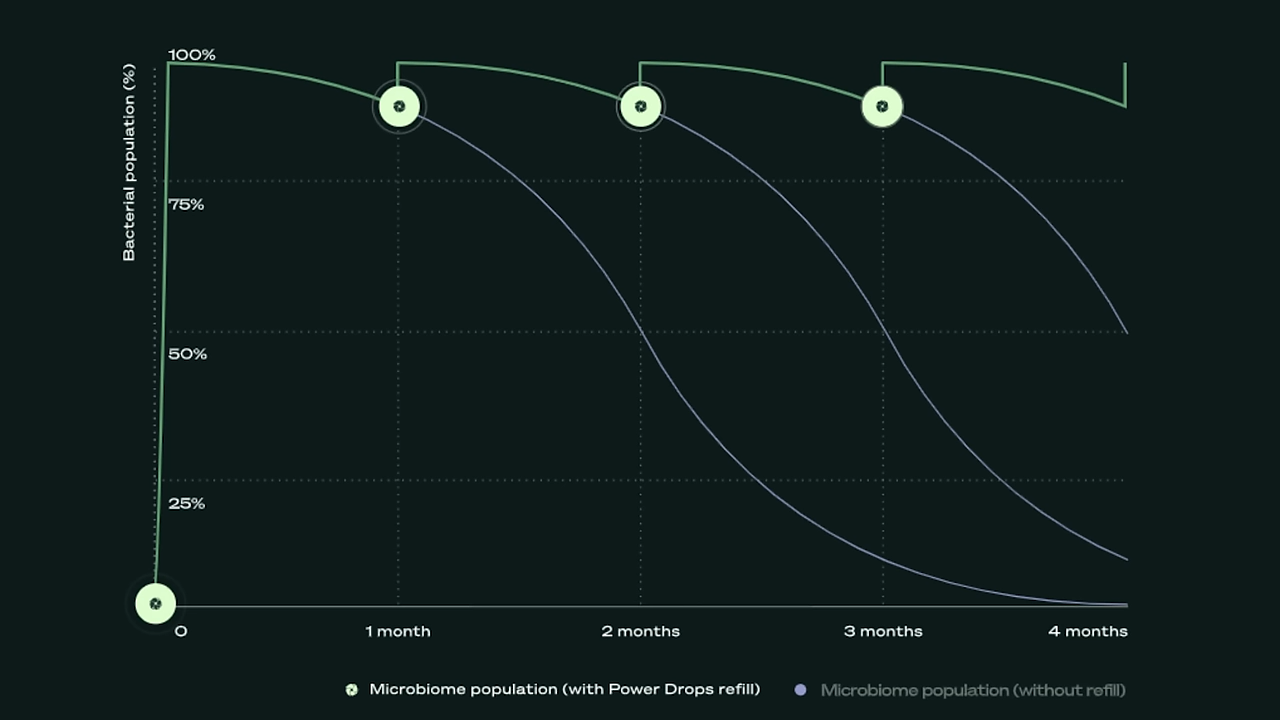 100%
Bacterial population (%)
75%
50%
25%
0
1 month
2 months
3 months
4 months
Microbiome population (with Power Drops refill)
Microbiome population (without refill)